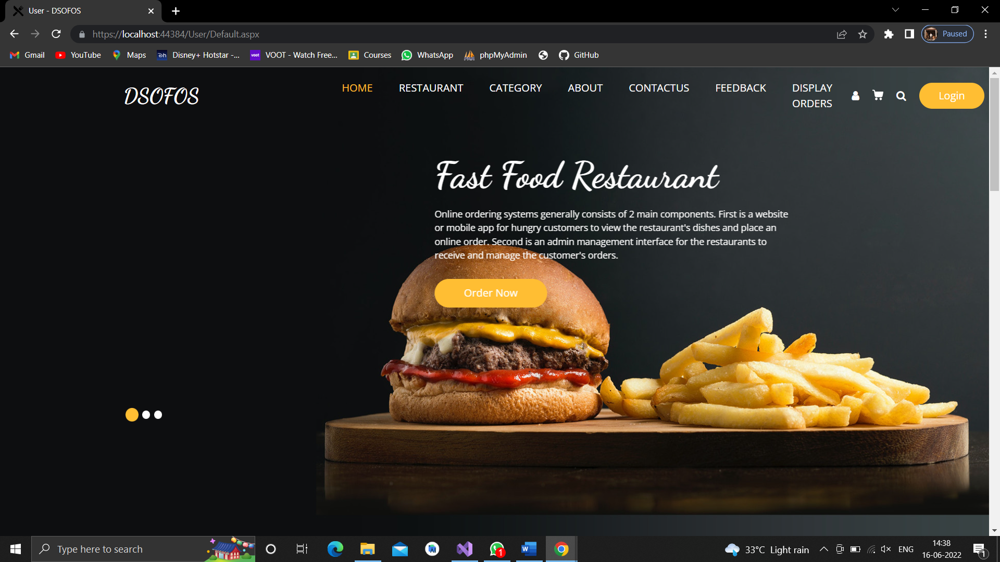 User - DSOFOS
https://localhost:44384/User/Default.aspx
Paused
Gmail
YouTube
Maps
Disney+ Hotstar -...
VOOT - Watch Free...
Courses
WhatsApp
phpMyAdmin
GitHub
DSOFOS
HOME
RESTAURANT
CATEGORY
ABOUT
CONTACTUS
FEEDBACK
DISPLAY
ORDERS
Login
Fast Food Restaurant
Online ordering systems generally consists of 2 main components. First is a website
or mobile app for hungry customers to view the restaurant's dishes and place an
online order. Second is an admin management interface for the restaurants to
receive and manage the customer's orders.
Order Now
Type here to search
1
33°C Light rain
ENG
14:38
16-06-2022
1